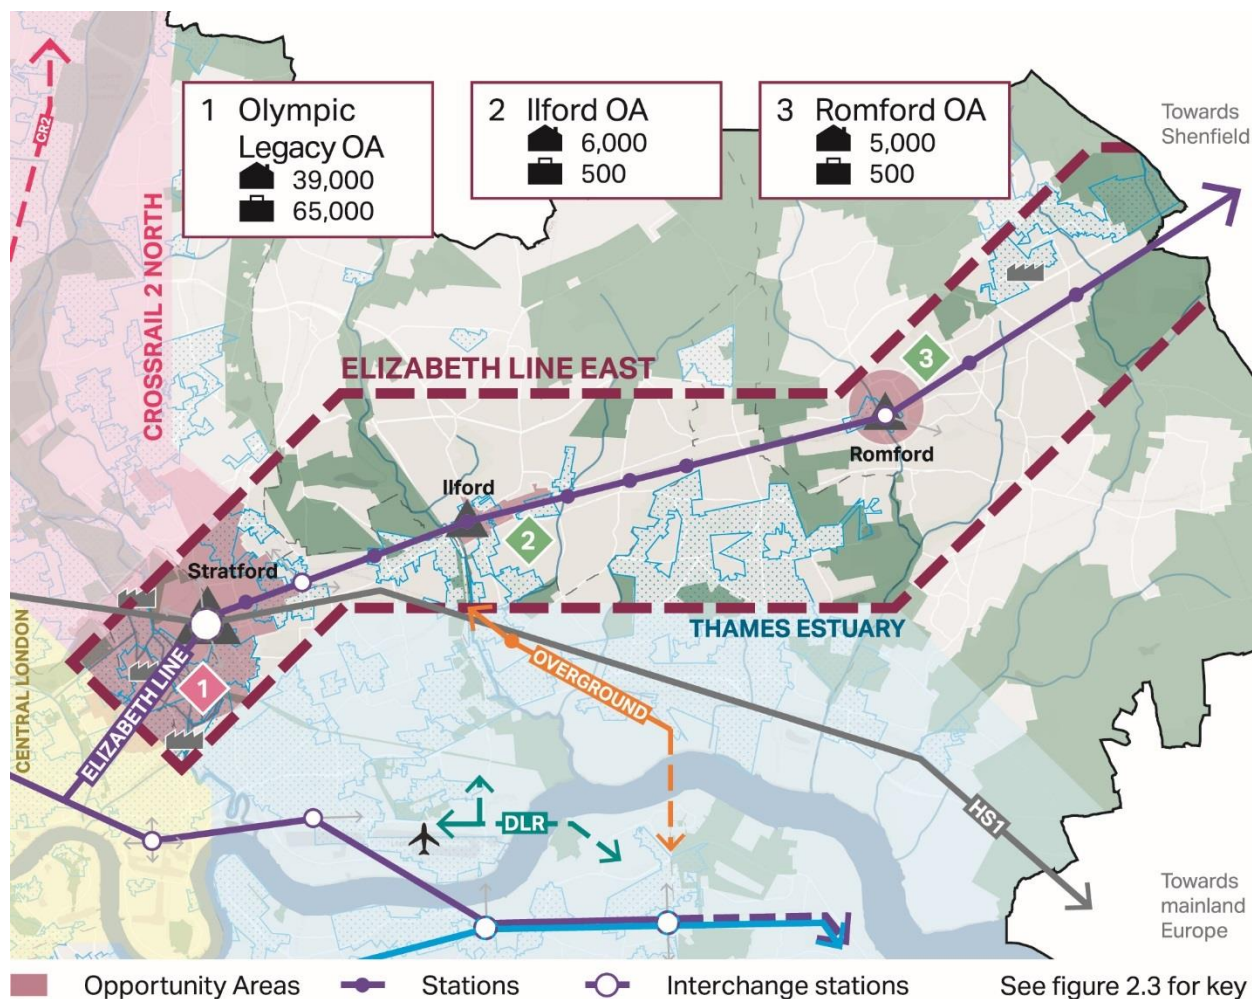 CR2
CROSSRAIL 2 NORTH
1 Olympic
Legacy OA
39,000
65,000
2 Ilford OA
6,000
500
3 Romford OA
5,000
500
Towards
Shenfield
ELIZABETH LINE EAST
3
Romford
Ilford
2
Stratford
1
THAMES ESTUARY
CENTRAL LONDON
ELIZABETH LINE
OVERGROUND
DLR
HS1
Towards
mainland
Europe
Opportunity Areas
Stations
Interchange stations
See figure 2.3 for key